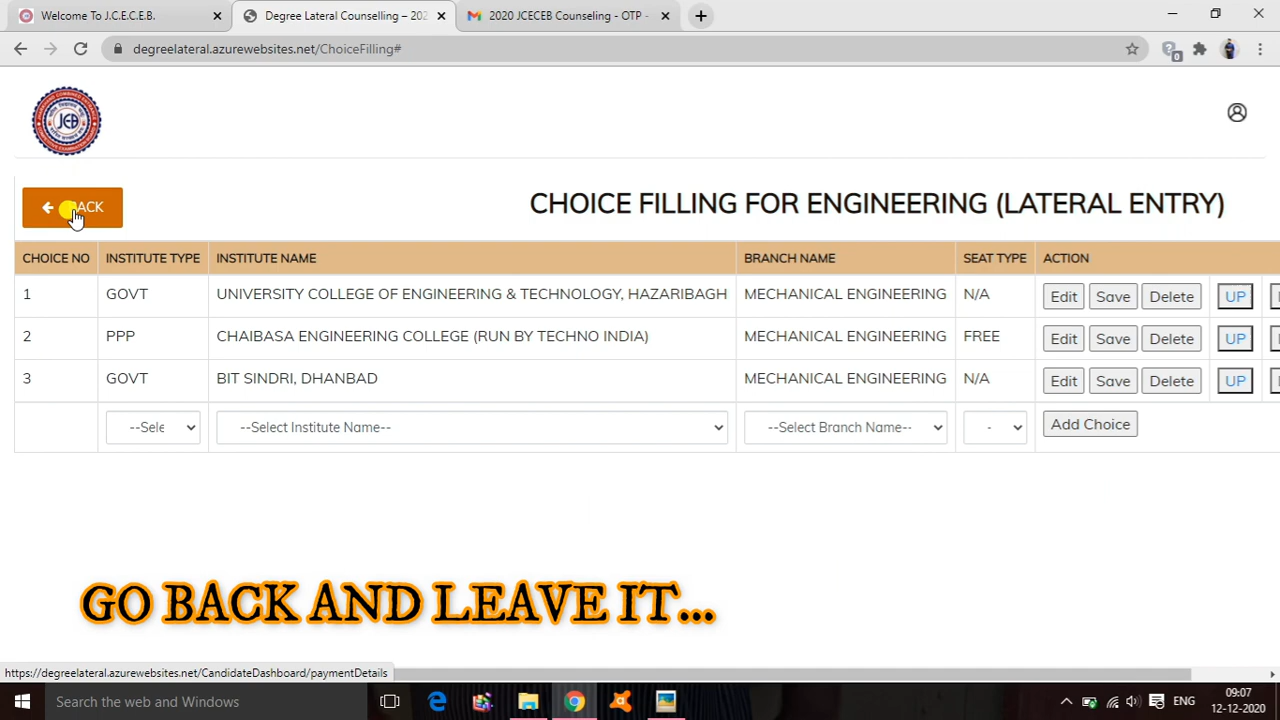 Welcome To J.C.E.C.E.B.
Degree Lateral Counselling – 202
2020 JCECEB Counseling - OTP -
degreelateral.azurewebsites.net/ChoiceFilling#
0
JEB
BACK
CHOICE FILLING FOR ENGINEERING (LATERAL ENTRY)
CHOICE NO INSTITUTE TYPE INSTITUTE NAME BRANCH NAME SEAT TYPE ACTION
1 GOVT UNIVERSITY COLLEGE OF ENGINEERING & TECHNOLOGY, HAZARIBAGH MECHANICAL ENGINEERING N/A Edit Save Delete UP
2 PPP CHAIBASA ENGINEERING COLLEGE (RUN BY TECHNO INDIA) MECHANICAL ENGINEERING FREE Edit Save Delete UP
3 GOVT BIT SINDRI, DHANBAD MECHANICAL ENGINEERING N/A Edit Save Delete UP
--Sele --Select Institute Name-- --Select Branch Name-- - Add Choice
GO BACK AND LEAVE IT...
https://degreelateral.azurewebsites.net/CandidateDashboard/paymentDetails
Search the web and Windows
ENG
09:07
12-12-2020